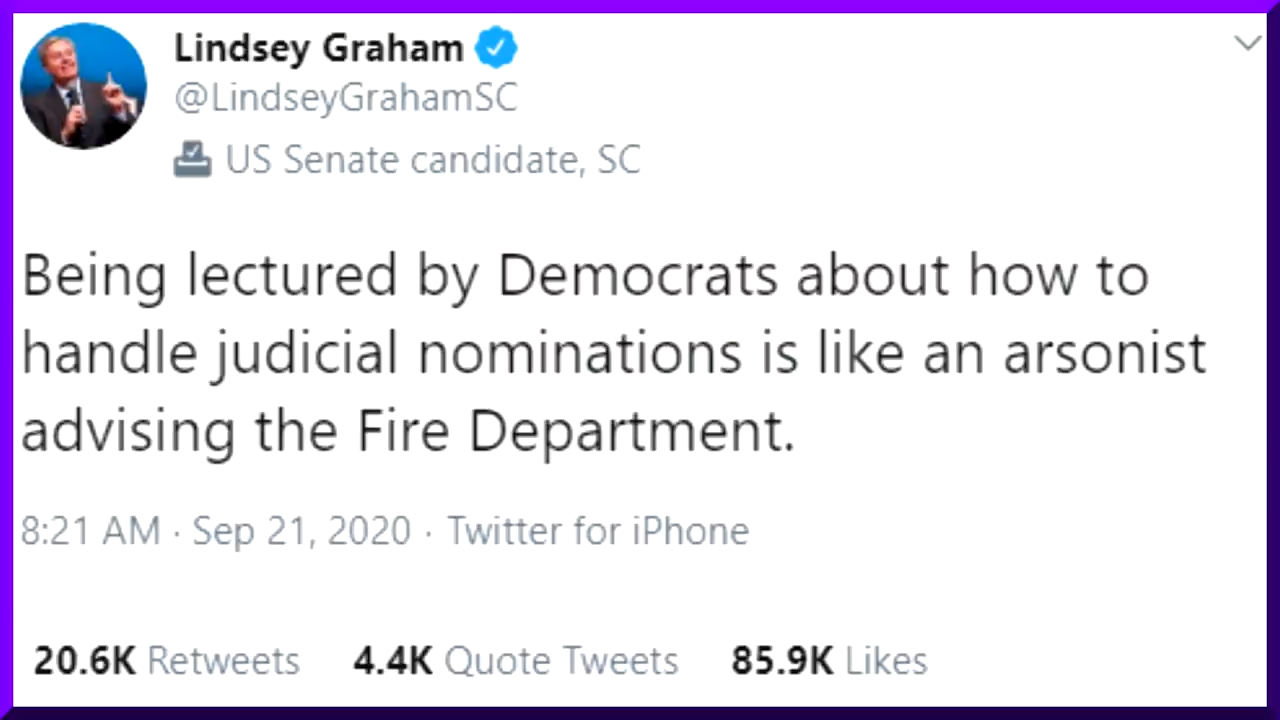 Lindsey Graham
@LindseyGrahamSC
US Senate candidate, SC
Being lectured by Democrats about how to
handle judicial nominations is like an arsonist
advising the Fire Department.
8:21 AM · Sep 21, 2020 · Twitter for iPhone
20.6K Retweets 4.4K Quote Tweets 85.9K Likes